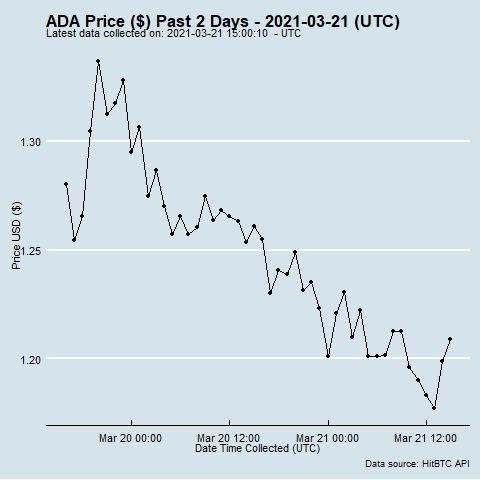 ADA Price ($) Past 2 Days - 2021-03-21 (UTC)
Latest data collected on: 2021-03-21 15:00:10  - UTC
1.30
1.25
1.20
Price USD ($)
Mar 20 00:00 Mar 20 12:00 Mar 21 00:00 Mar 21 12:00
Date Time Collected (UTC)
Data source: HitBTC API